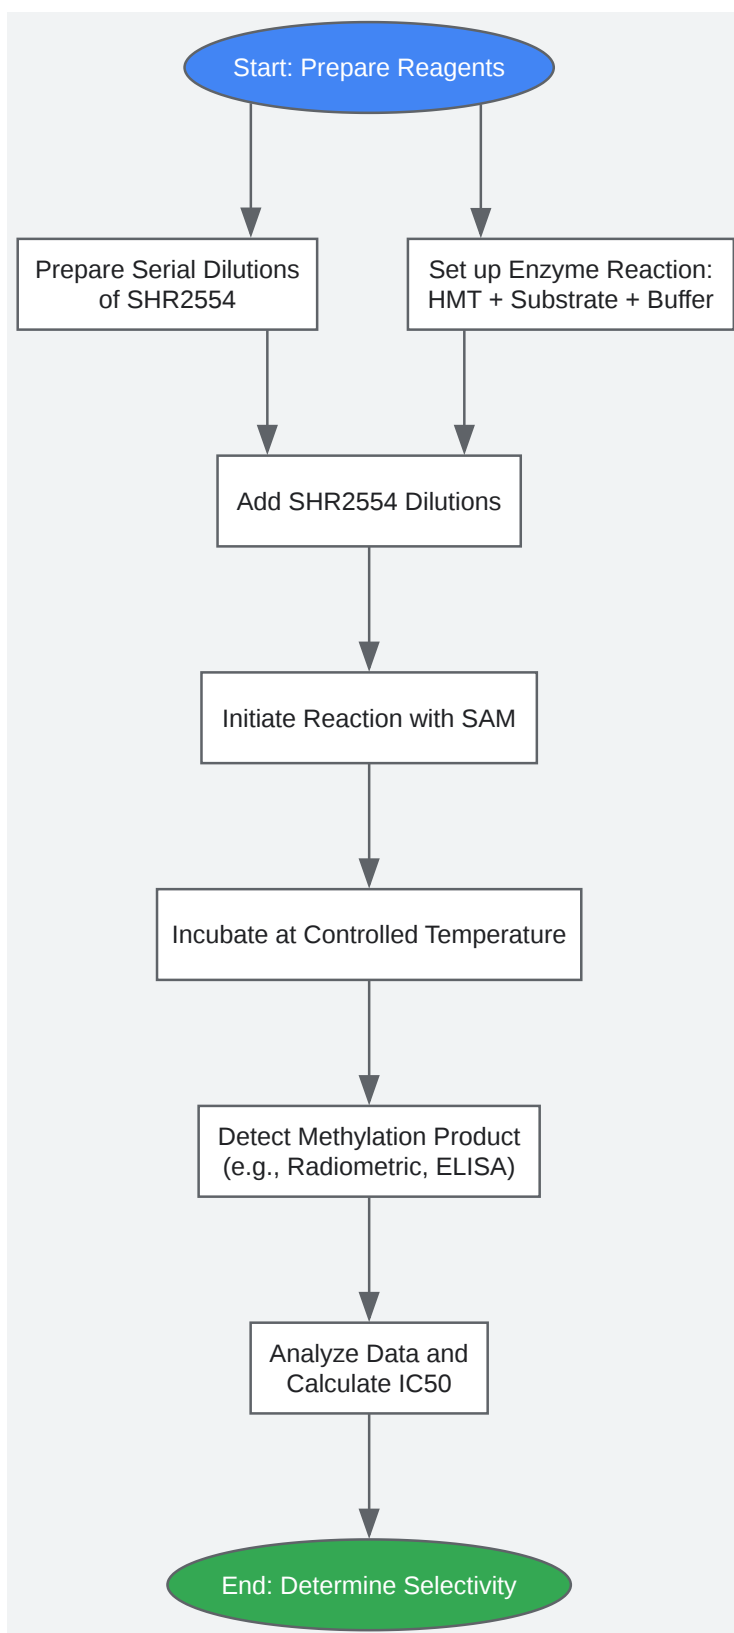 Start: Prepare Reagents
Prepare Serial Dilutions
of SHR2554
Set up Enzyme Reaction:
HMT + Substrate + Buffer
Add SHR2554 Dilutions
Initiate Reaction with SAM
Incubate at Controlled Temperature
Detect Methylation Product
(e.g., Radiometric, ELISA)
Analyze Data and
Calculate IC50
End: Determine Selectivity